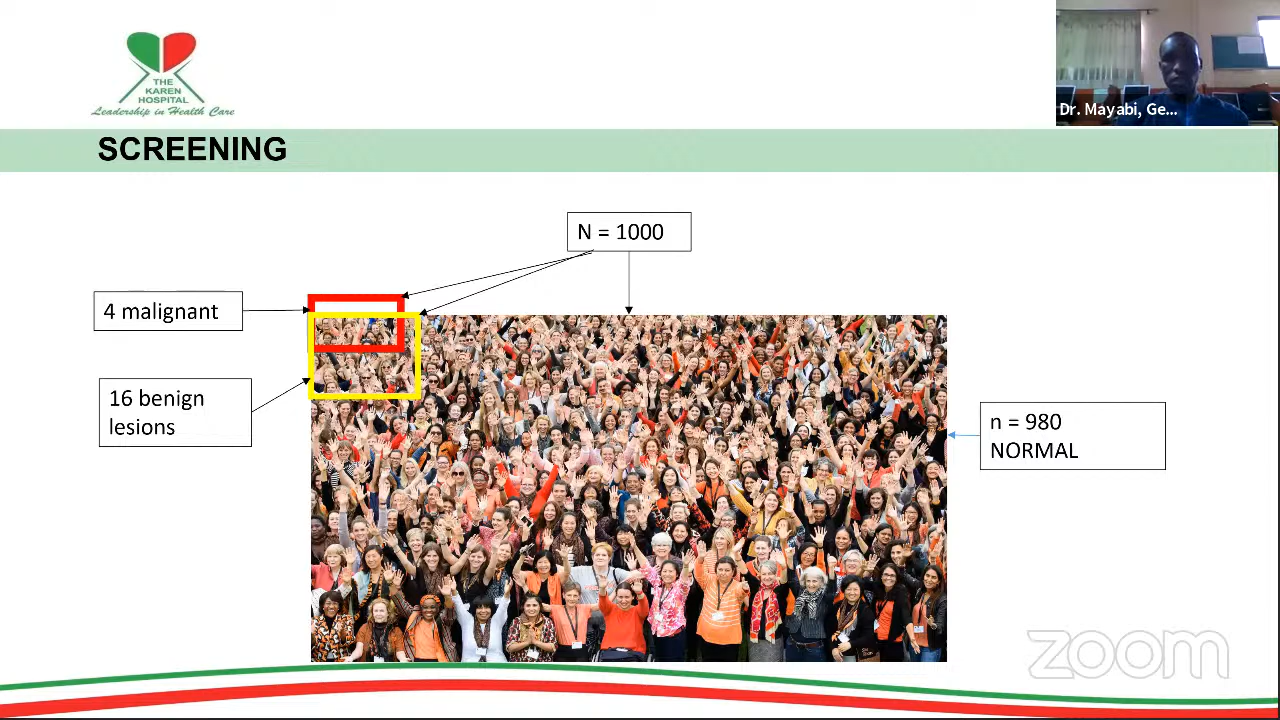 THE
KAREN
HOSPITAL
Leadership in Health Care
Dr. Mayabi, Ge...
SCREENING
N = 1000
4 malignant
16 benign
lesions
n = 980
NORMAL
zoom